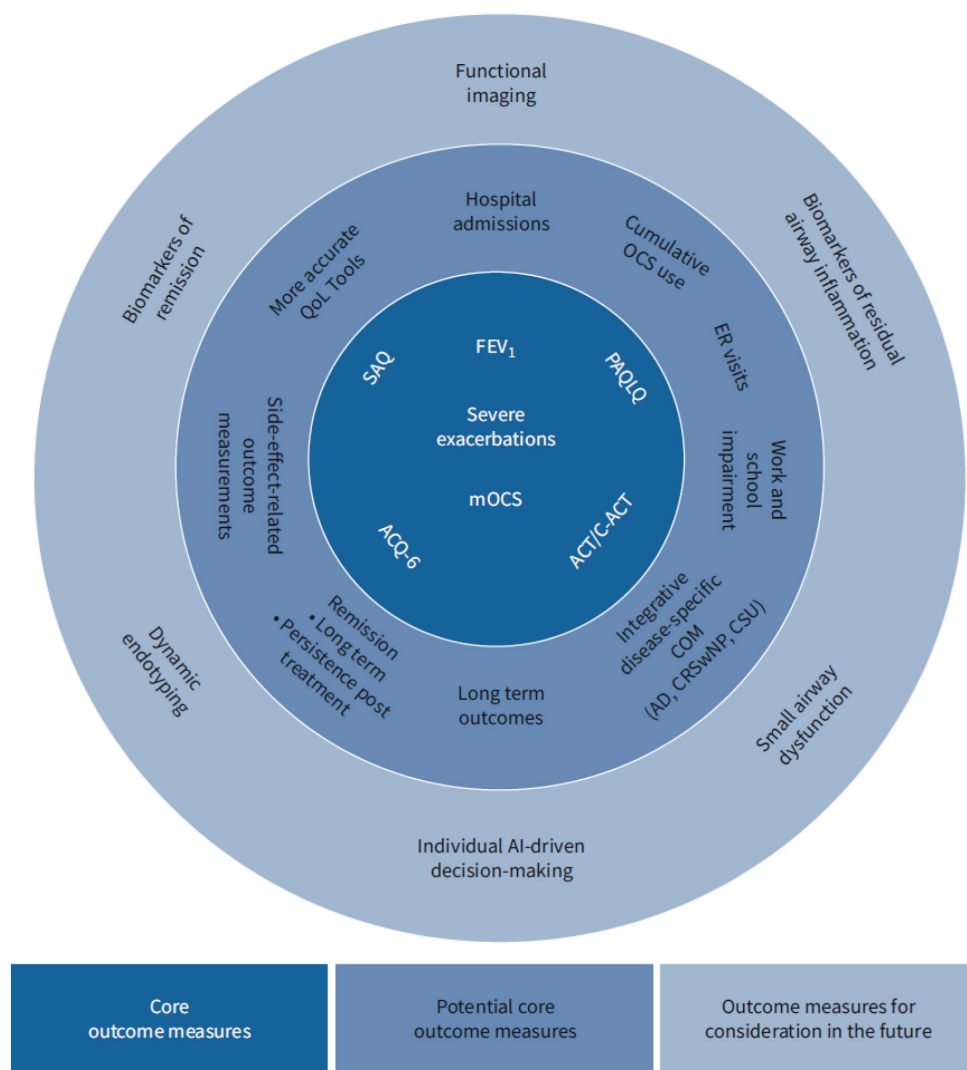 Functional
imaging
Biomarkers of
remission
Biomarkers of residual
airway inflammation
Hospital
admissions
More accurate
QoL Tools
Cumulative
OCS use
ER visits
SAQ
FEV₁
PAQLQ
Severe
exacerbations
Side-effect-related
outcome
measurements
Work and
school
impairment
mOCS
ACQ-6
ACT/C-ACT
Remission
• Long term
• Persistence post
treatment
Integrative
disease-specific
COM
(AD, CRSwNP, CSU)
Long term
outcomes
Dynamic
endotyping
Small airway
dysfunction
Individual AI-driven
decision-making
Core
outcome measures
Potential core
outcome measures
Outcome measures for
consideration in the future